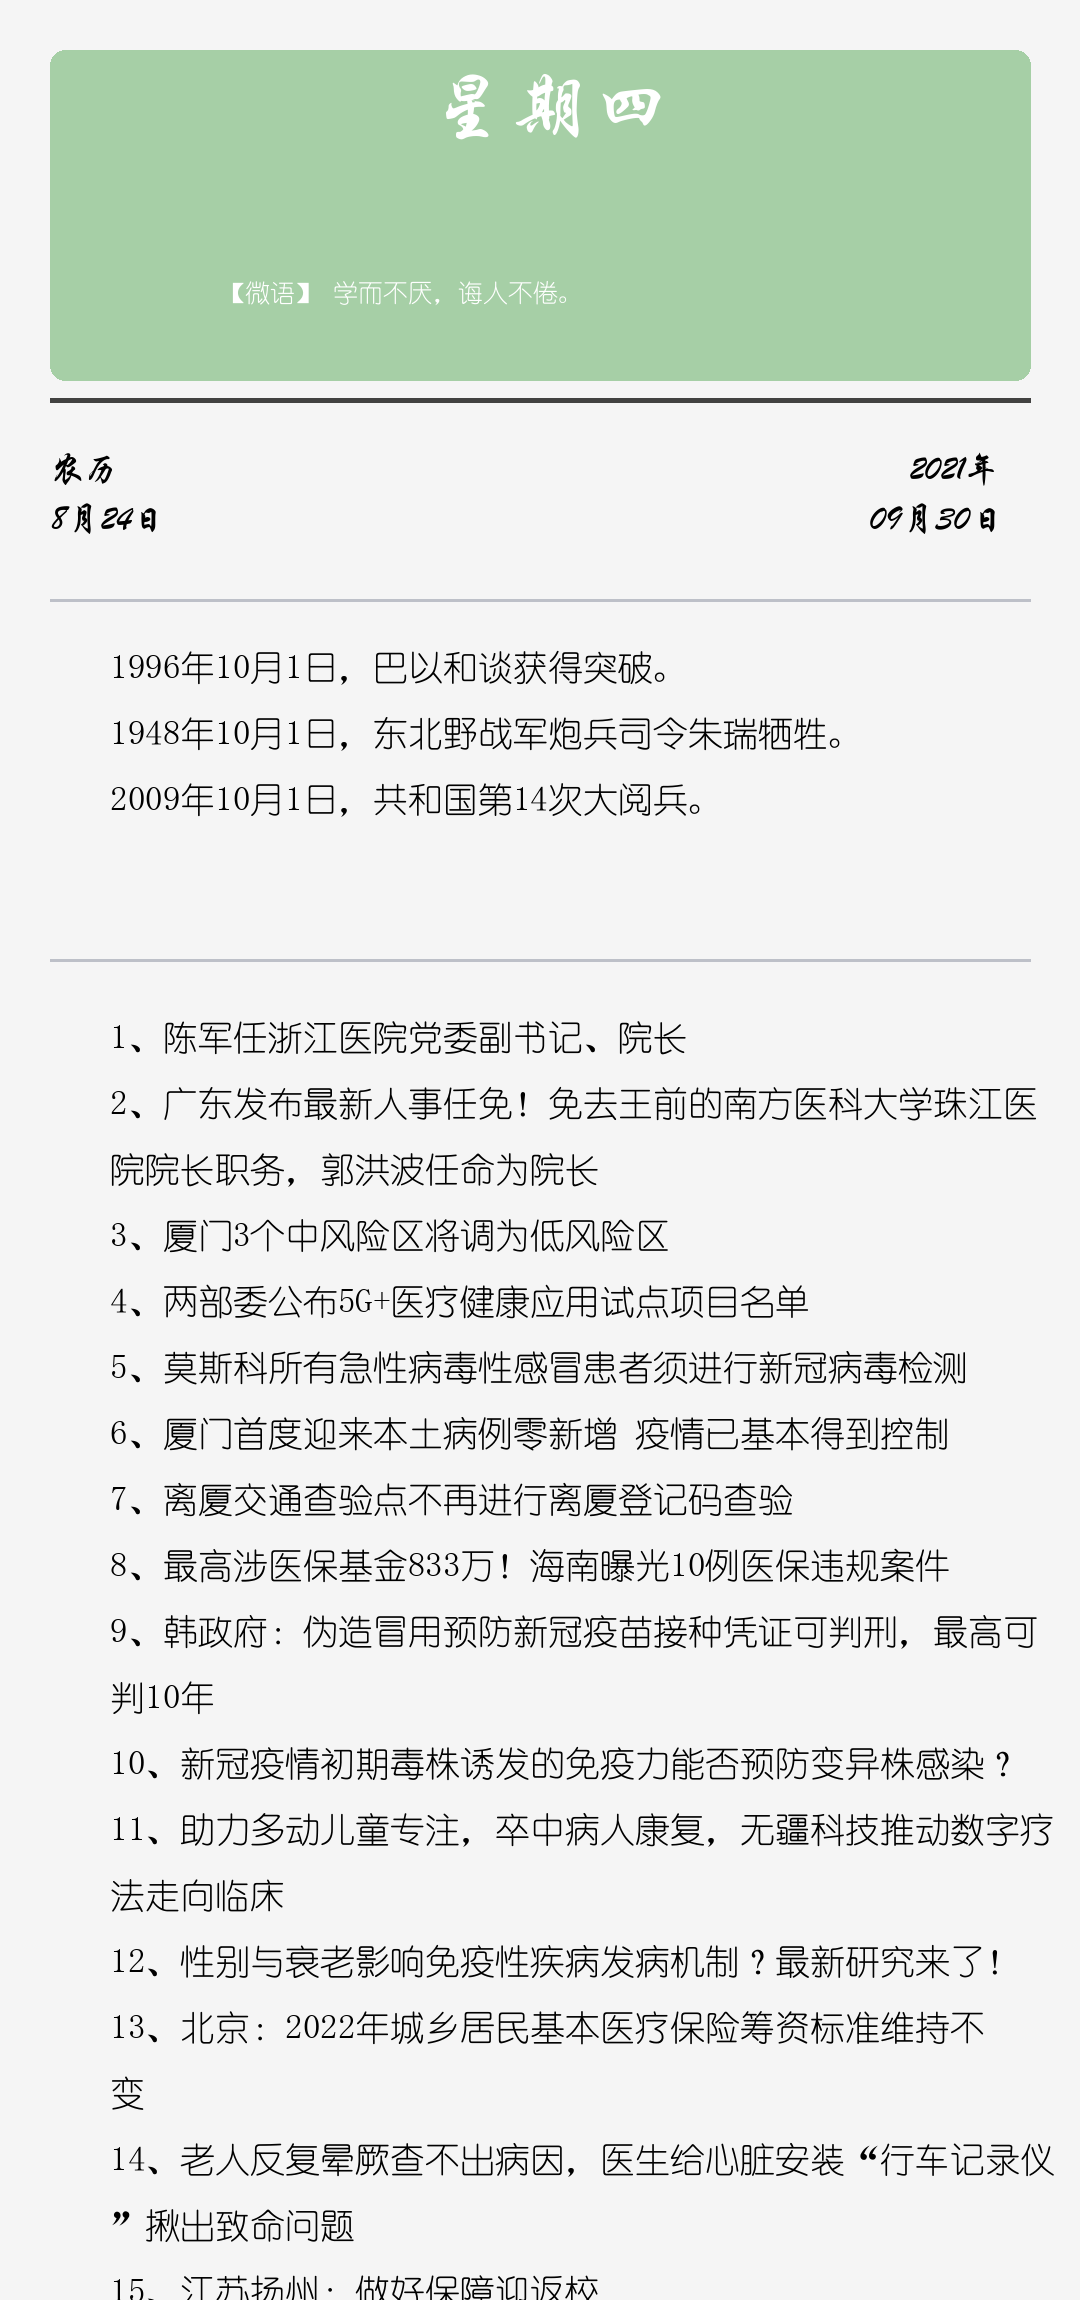 星期四
【微语】 学而不厌，诲人不倦。
农历
2021年
8月24日
09月30日
1996年10月1日，巴以和谈获得突破。
1948年10月1日，东北野战军炮兵司令朱瑞牺牲。
2009年10月1日，共和国第14次大阅兵。
1、陈军任浙江医院党委副书记、院长
2、广东发布最新人事任免！免去王前的南方医科大学珠江医
院院长职务，郭洪波任命为院长
3、厦门3个中风险区将调为低风险区
4、两部委公布5G+医疗健康应用试点项目名单
5、莫斯科所有急性病毒性感冒患者须进行新冠病毒检测
6、厦门首度迎来本土病例零新增 疫情已基本得到控制
7、离厦交通查验点不再进行离厦登记码查验
8、最高涉医保基金833万！海南曝光10例医保违规案件
9、韩政府：伪造冒用预防新冠疫苗接种凭证可判刑，最高可
判10年
10、新冠疫情初期毒株诱发的免疫力能否预防变异株感染？
11、助力多动儿童专注，卒中病人康复，无疆科技推动数字疗
法走向临床
12、性别与衰老影响免疫性疾病发病机制？最新研究来了！
13、北京：2022年城乡居民基本医疗保险筹资标准维持不
变
14、老人反复晕厥查不出病因，医生给心脏安装“行车记录仪
”揪出致命问题
15、江苏扬州：做好保障迎返校